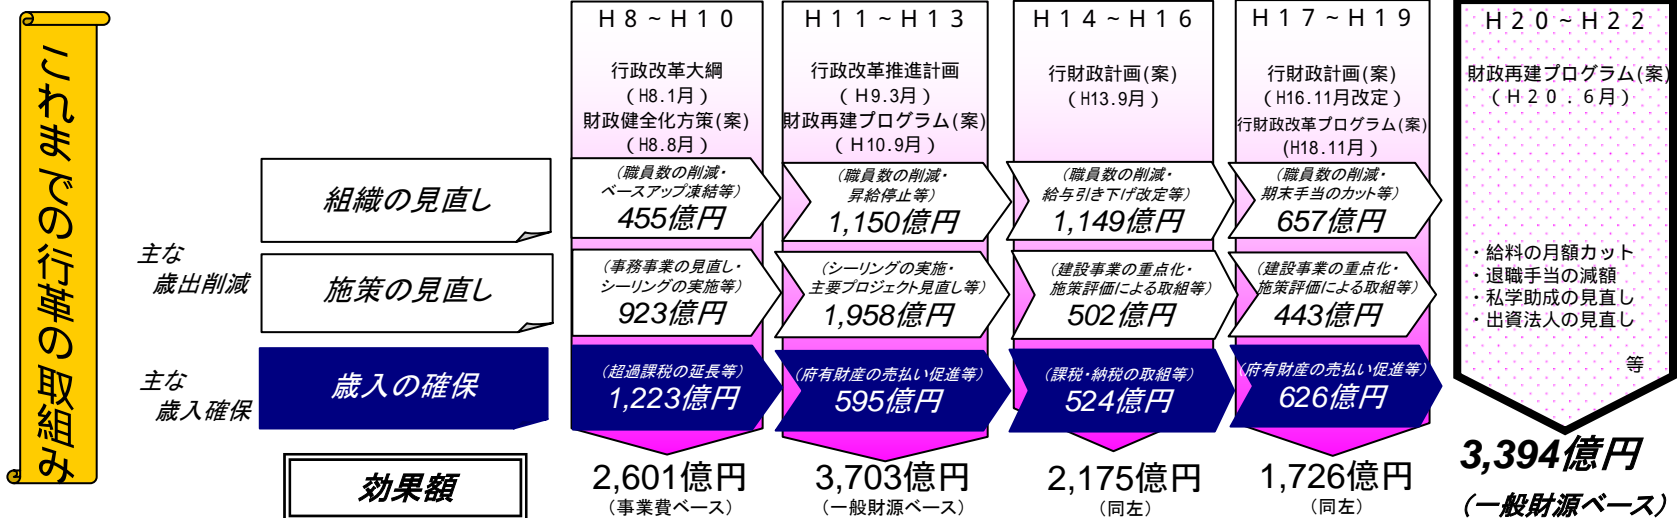 これまでの行革の取組み
H8~H10
行政改革大綱
(H8.1月)
財政健全化方策(案)
(H8.8月)
H11~H13
行政改革推進計画
(H9.3月)
財政再建プログラム(案)
(H10.9月)
H14~H16
行財政計画(案)
(H13.9月)
H17~H19
行財政計画(案)
(H16.11月改定)
行財政改革プログラム(案)
(H18.11月)
H20~H22
財政再建プログラム(案)
(H20.6月)
主な
歳出削減
組織の見直し
(職員数の削減・
ベースアップ凍結等)
455億円
(職員数の削減・
昇給停止等)
1,150億円
(職員数の削減・
給与引き下げ改定等)
1,149億円
(職員数の削減・
期末手当のカット等)
657億円
施策の見直し
(事務事業の見直し・
シーリングの実施等)
923億円
(シーリングの実施・
主要プロジェクト見直し等)
1,958億円
(建設事業の重点化・
施策評価による取組等)
502億円
(建設事業の重点化・
施策評価による取組等)
443億円
・給料の月額カット
・退職手当の減額
・私学助成の見直し
・出資法人の見直し
等
主な
歳入確保
歳入の確保
(超過課税の延長等)
1,223億円
(府有財産の売払い促進等)
595億円
(課税・納税の取組等)
524億円
(府有財産の売払い促進等)
626億円
効果額
2,601億円
(事業費ベース)
3,703億円
(一般財源ベース)
2,175億円
(同左)
1,726億円
(同左)
3,394億円
(一般財源ベース)